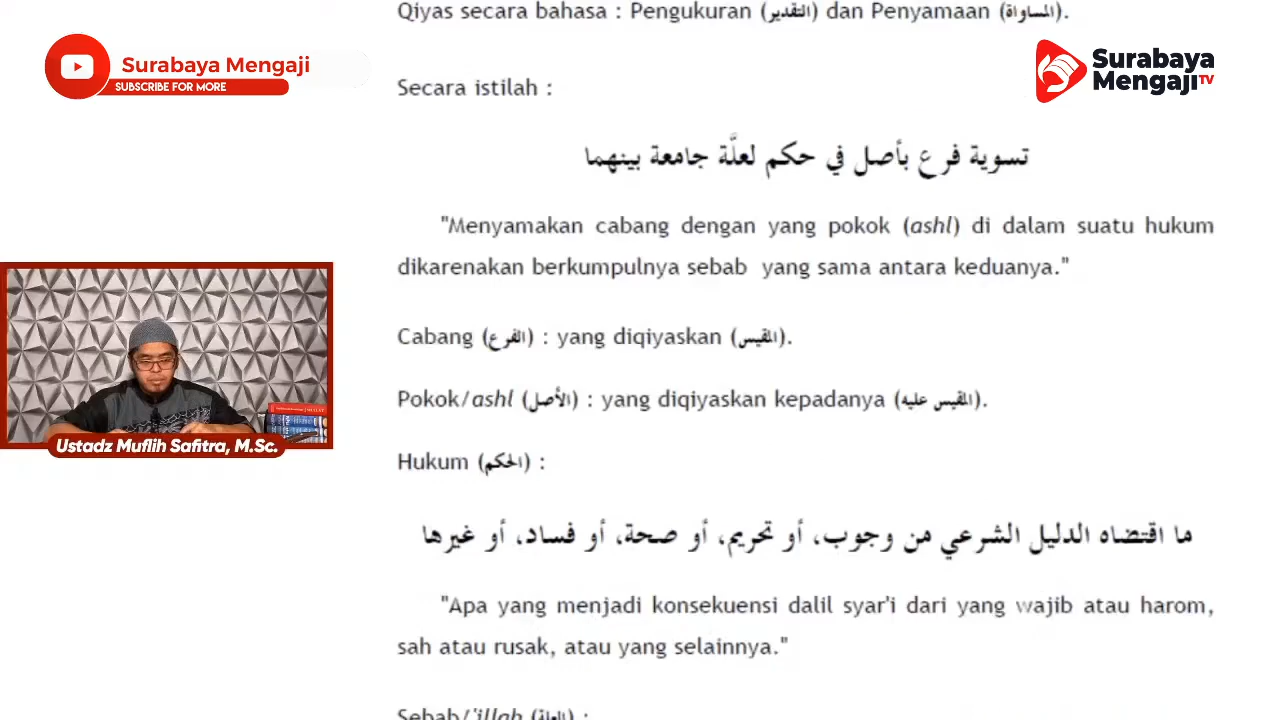 Qiyas secara bahasa : Pengukuran (التقدير) dan Penyamaan (المساواة).
Surabaya Mengaji
SUBSCRIBE FOR MORE
Surabaya
MengajiTV
Secara istilah :
تسوية فرع بأصل في حكم لعلَّة جامعة بينهما
"Menyamakan cabang dengan yang pokok (ashl) di dalam suatu hukum
dikarenakan berkumpulnya sebab yang sama antara keduanya."
Cabang (الفرع) : yang diqiyaskan (المقيس).
Pokok/ashl (الأصل) : yang diqiyaskan kepadanya (المقيس عليه).
Ustadz Muflih Safitra, M.Sc.
Hukum (الحكم) :
ما اقتضاه الدليل الشرعي من وجوب، أو تحريم، أو صحة، أو فساد، أو غيرها
"Apa yang menjadi konsekuensi dalil syar'i dari yang wajib atau harom,
sah atau rusak, atau yang selainnya."
Sebab/'illah (العلة) :